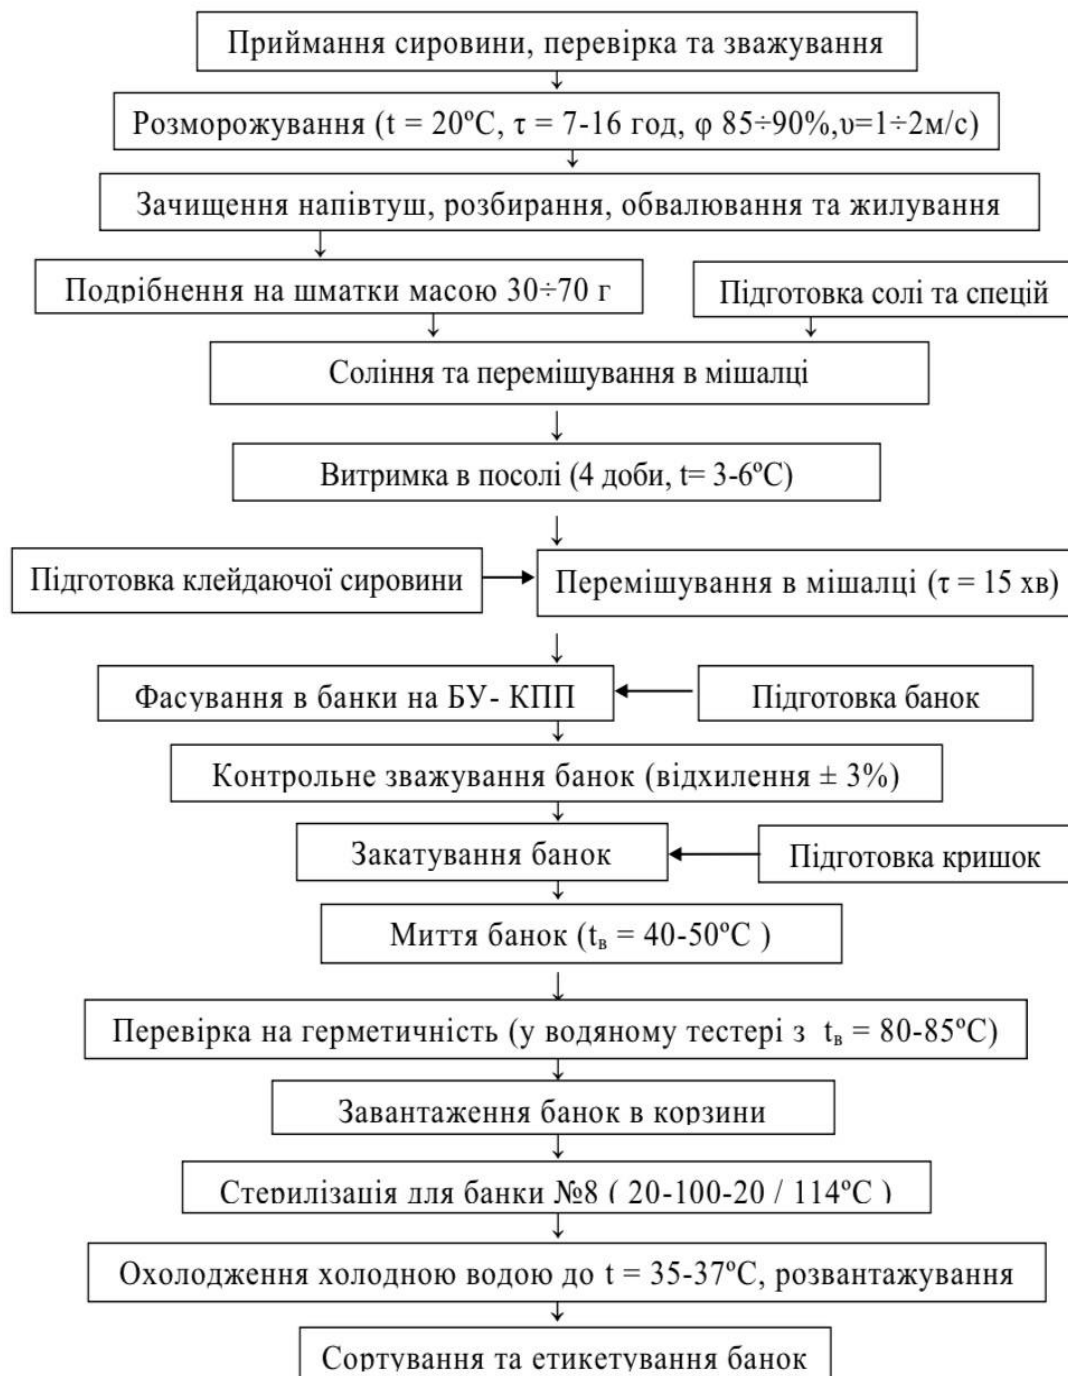 Приймання сировини, перевірка та зважування
Розморожування (t = 20ºC, τ = 7-16 год, φ 85÷90%,υ=1÷2м/с)
Зачищення напівтуш, розбирання, обвалювання та жилування
Подрібнення на шматки масою 30÷70 г
Підготовка солі та спецій
Соління та перемішування в мішалці
Витримка в посолі (4 доби, t= 3-6ºC)
Підготовка клейдаючої сировини
Перемішування в мішалці (τ = 15 хв)
Фасування в банки на БУ- КПП
Підготовка банок
Контрольне зважування банок (відхилення ± 3%)
Закатування банок
Підготовка кришок
Миття банок (tв = 40-50ºC )
Перевірка на герметичність (у водяному тестері з tв = 80-85ºC)
Завантаження банок в корзини
Стерилізація для банки №8 ( 20-100-20 / 114ºC )
Охолодження холодною водою до t = 35-37ºC, розвантажування
Сортування та етикетування банок